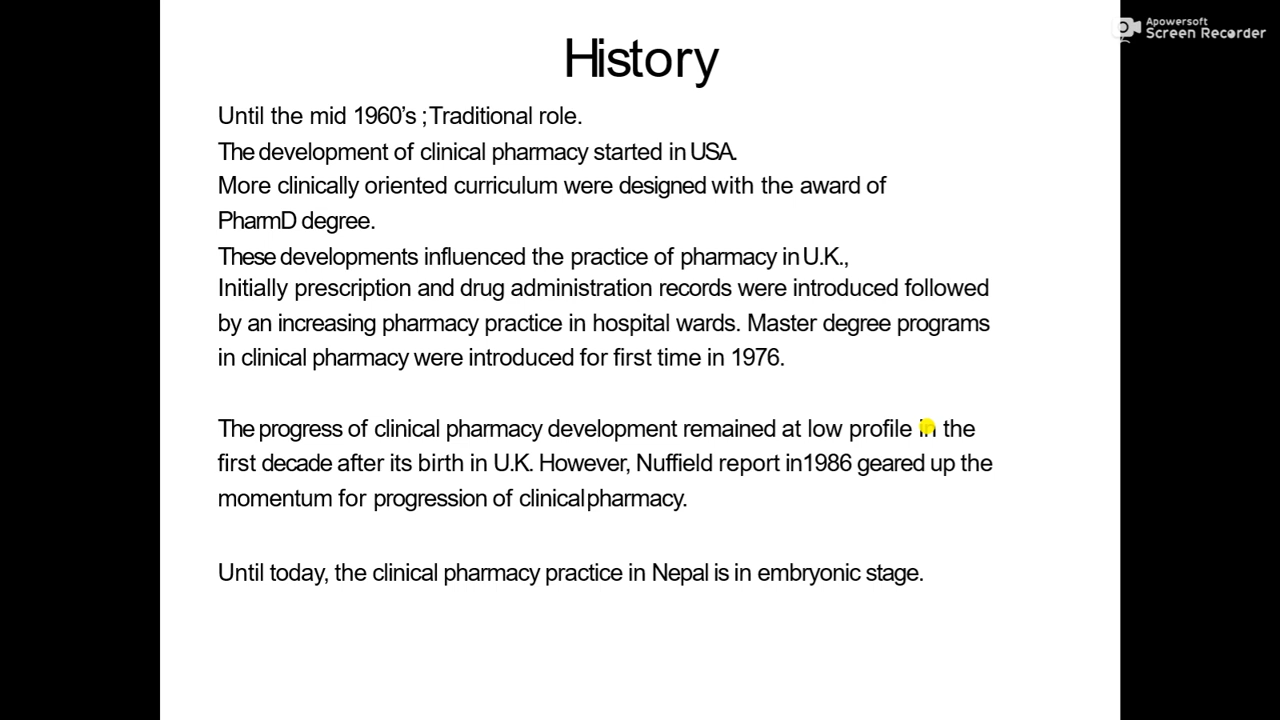 Apowersoft
Screen Recorder
History
Until the mid 1960’s ;Traditional role.
The development of clinical pharmacy started in USA.
More clinically oriented curriculum were designed with the award of
PharmD degree.
These developments influenced the practice of pharmacy in U.K.,
Initially prescription and drug administration records were introduced followed
by an increasing pharmacy practice in hospital wards. Master degree programs
in clinical pharmacy were introduced for first time in 1976.
The progress of clinical pharmacy development remained at low profile in the
first decade after its birth in U.K. However, Nuffield report in1986 geared up the
momentum for progression of clinical pharmacy.
Until today, the clinical pharmacy practice in Nepal is in embryonic stage.